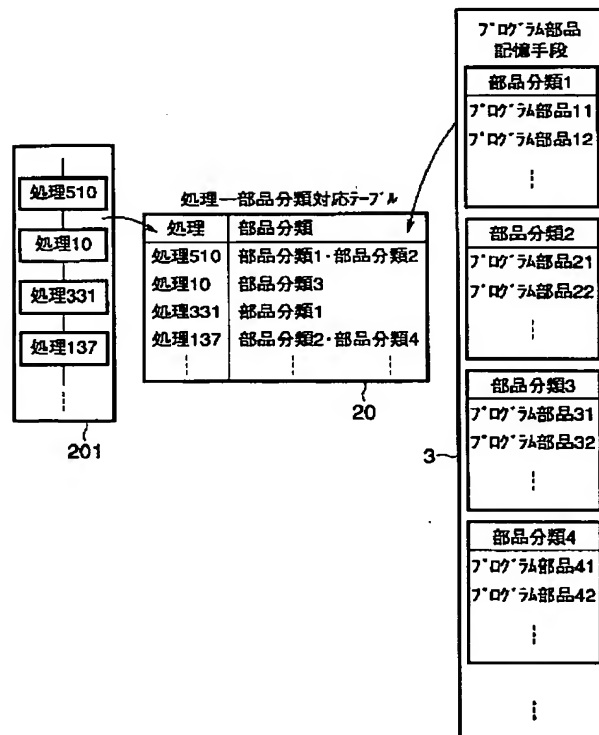 処理510
処理10
処理331
処理137
201
処理ー部品分類対応テーブル
処理 部品分類
処理510 部品分類1・部品分類2
処理10 部品分類3
処理331 部品分類1
処理137 部品分類2・部品分類4
20
プログラム部品
記憶手段
部品分類1
プログラム部品11
プログラム部品12
部品分類2
プログラム部品21
プログラム部品22
部品分類3
プログラム部品31
プログラム部品32
3
部品分類4
プログラム部品41
プログラム部品42